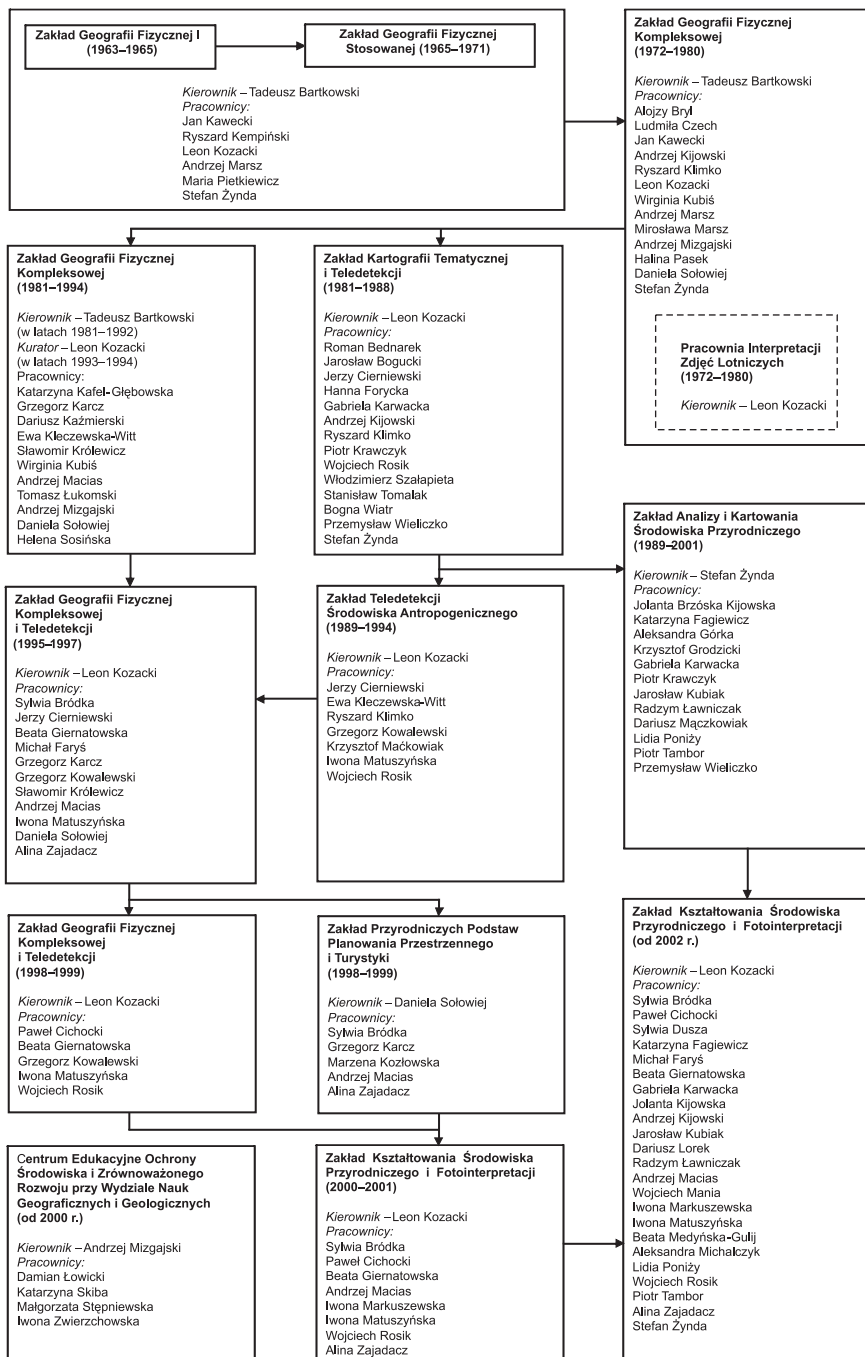 Zakład Geografii Fizycznej I
(1963–1965)
Zakład Geografii Fizycznej
Stosowanej (1965–1971)
Kierownik – Tadeusz Bartkowski
Pracownicy:
Jan Kawecki
Ryszard Kempiński
Leon Kozacki
Andrzej Marsz
Maria Pietkiewicz
Stefan Żynda
Zakład Geografii Fizycznej
Kompleksowej
(1972–1980)
Kierownik – Tadeusz Bartkowski
Pracownicy:
Alojzy Bryl
Ludmiła Czech
Jan Kawecki
Andrzej Kijowski
Ryszard Klimko
Leon Kozacki
Wirginia Kubiś
Andrzej Marsz
Mirosława Marsz
Andrzej Mizgajski
Halina Pasek
Daniela Sołowiej
Stefan Żynda
Pracownia Interpretacji
Zdjęć Lotniczych
(1972–1980)
Kierownik – Leon Kozacki
Zakład Geografii Fizycznej
Kompleksowej
(1981–1994)
Kierownik – Tadeusz Bartkowski
(w latach 1981–1992)
Kurator – Leon Kozacki
(w latach 1993–1994)
Pracownicy:
Katarzyna Kafel-Głębowska
Grzegorz Karcz
Dariusz Kaźmierski
Ewa Kleczewska-Witt
Sławomir Królewicz
Wirginia Kubiś
Andrzej Macias
Tomasz Łukomski
Andrzej Mizgajski
Daniela Sołowiej
Helena Sosińska
Zakład Kartografii Tematycznej
i Teledetekcji
(1981–1988)
Kierownik – Leon Kozacki
Pracownicy:
Roman Bednarek
Jarosław Bogucki
Jerzy Cierniewski
Hanna Forycka
Gabriela Karwacka
Andrzej Kijowski
Ryszard Klimko
Piotr Krawczyk
Wojciech Rosik
Włodzimierz Szałapieta
Stanisław Tomalak
Bogna Wiatr
Przemysław Wieliczko
Stefan Żynda
Zakład Analizy i Kartowania
Środowiska Przyrodniczego
(1989–2001)
Kierownik – Stefan Żynda
Pracownicy:
Jolanta Brzóska Kijowska
Katarzyna Fagiewicz
Aleksandra Górka
Krzysztof Grodzicki
Gabriela Karwacka
Piotr Krawczyk
Jarosław Kubiak
Radzym Ławniczak
Dariusz Mączkowiak
Lidia Poniży
Piotr Tambor
Przemysław Wieliczko
Zakład Geografii Fizycznej
Kompleksowej
i Teledetekcji
(1995–1997)
Kierownik – Leon Kozacki
Pracownicy:
Sylwia Bródka
Jerzy Cierniewski
Beata Giernatowska
Michał Faryś
Grzegorz Karcz
Grzegorz Kowalewski
Sławomir Królewicz
Andrzej Macias
Iwona Matuszyńska
Daniela Sołowiej
Alina Zajadacz
Zakład Teledetekcji
Środowiska Antropogenicznego
(1989–1994)
Kierownik – Leon Kozacki
Pracownicy:
Jerzy Cierniewski
Ewa Kleczewska-Witt
Ryszard Klimko
Grzegorz Kowalewski
Krzysztof Maćkowiak
Iwona Matuszyńska
Wojciech Rosik
Zakład Geografii Fizycznej
Kompleksowej
i Teledetekcji
(1998–1999)
Kierownik – Leon Kozacki
Pracownicy:
Paweł Cichocki
Beata Giernatowska
Grzegorz Kowalewski
Iwona Matuszyńska
Wojciech Rosik
Zakład Przyrodniczych Podstaw
Planowania Przestrzennego
i Turystyki
(1998–1999)
Kierownik – Daniela Sołowiej
Pracownicy:
Sylwia Bródka
Grzegorz Karcz
Marzena Kozłowska
Andrzej Macias
Alina Zajadacz
Zakład Kształtowania Środowiska
Przyrodniczego i Fotointerpretacji
(od 2002 r.)
Kierownik – Leon Kozacki
Pracownicy:
Sylwia Bródka
Paweł Cichocki
Sylwia Dusza
Katarzyna Fagiewicz
Michał Faryś
Beata Giernatowska
Gabriela Karwacka
Jolanta Kijowska
Andrzej Kijowski
Jarosław Kubiak
Dariusz Lorek
Radzym Ławniczak
Andrzej Macias
Wojciech Mania
Iwona Markuszewska
Iwona Matuszyńska
Beata Medyńska-Gulij
Aleksandra Michalczyk
Lidia Poniży
Wojciech Rosik
Piotr Tambor
Alina Zajadacz
Stefan Żynda
Centrum Edukacyjne Ochrony
Środowiska i Zrównoważonego
Rozwoju przy Wydziale Nauk
Geograficznych i Geologicznych
(od 2000 r.)
Kierownik – Andrzej Mizgajski
Pracownicy:
Damian Łowicki
Katarzyna Skiba
Małgorzata Stępniewska
Iwona Zwierzchowska
Zakład Kształtowania Środowiska
Przyrodniczego i Fotointerpretacji
(2000–2001)
Kierownik – Leon Kozacki
Pracownicy:
Sylwia Bródka
Paweł Cichocki
Beata Giernatowska
Andrzej Macias
Iwona Markuszewska
Iwona Matuszyńska
Wojciech Rosik
Alina Zajadacz